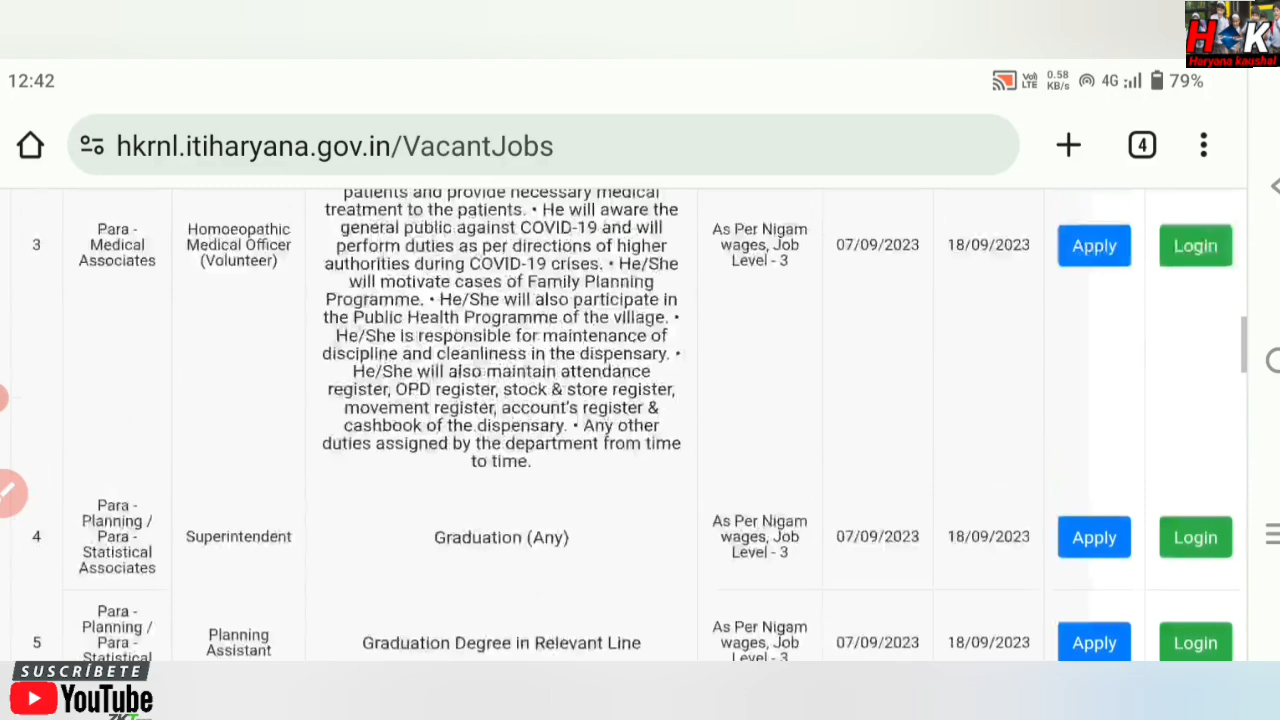 H K
Haryana kaushal
12:42
Vo) LTE 0.58 KB/s 4G 79%
hkrnl.itiharyana.gov.in/VacantJobs
4
patients and provide necessary medical
treatment to the patients. • He will aware the
general public against COVID-19 and will
perform duties as per directions of higher
authorities during COVID-19 crises. • He/She
will motivate cases of Family Planning
Programme. • He/She will also participate in
the Public Health Programme of the village. •
He/She is responsible for maintenance of
discipline and cleanliness in the dispensary. •
He/She will also maintain attendance
register, OPD register, stock & store register,
movement register, account's register &
cashbook of the dispensary. • Any other
duties assigned by the department from time
to time.
3
Para -
Medical
Associates
Homoeopathic
Medical Officer
(Volunteer)
As Per Nigam
wages, Job
Level - 3
07/09/2023
18/09/2023
Apply
Login
4
Para -
Planning /
Para -
Statistical
Associates
Superintendent
Graduation (Any)
As Per Nigam
wages, Job
Level - 3
07/09/2023
18/09/2023
Apply
Login
5
Para -
Planning /
Para -
Statistical
Planning
Assistant
Graduation Degree in Relevant Line
As Per Nigam
wages, Job
Level - 3
07/09/2023
18/09/2023
Apply
Login
SUSCRÍBETE
YouTube